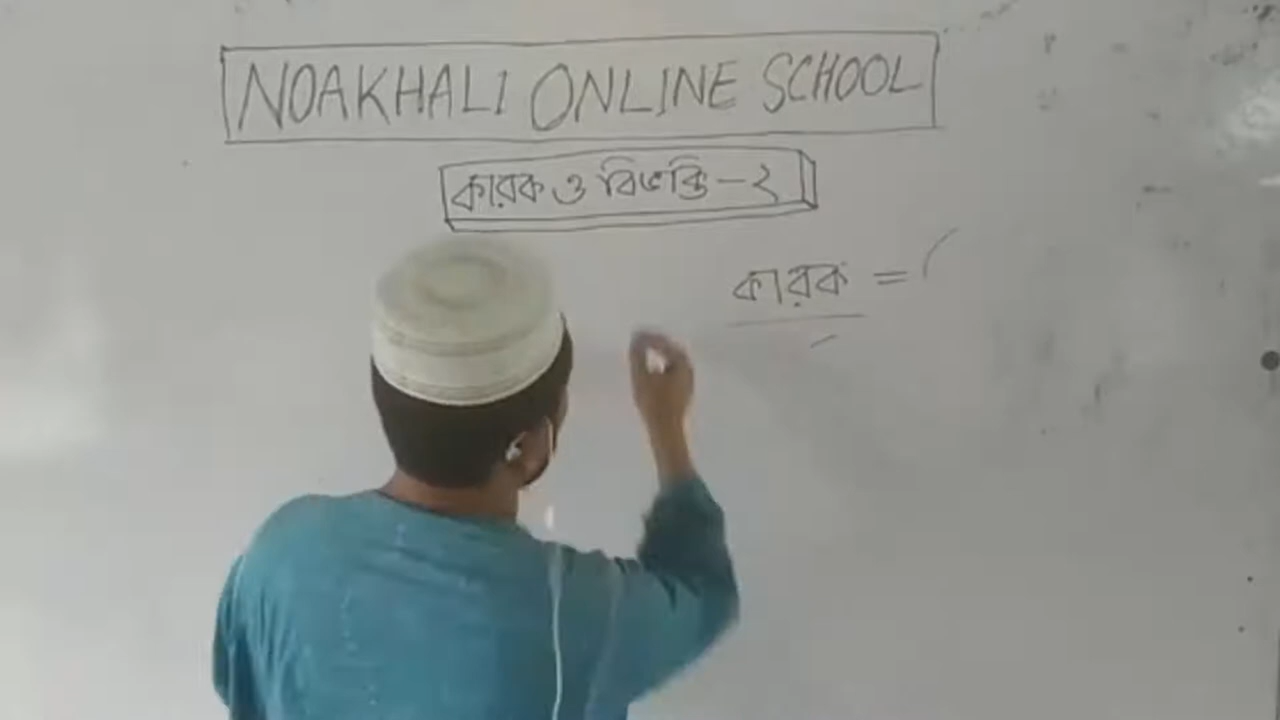 NOAKHALI ONLINE SCHOOL
কারক ও বিভক্তি - ২
কারক =